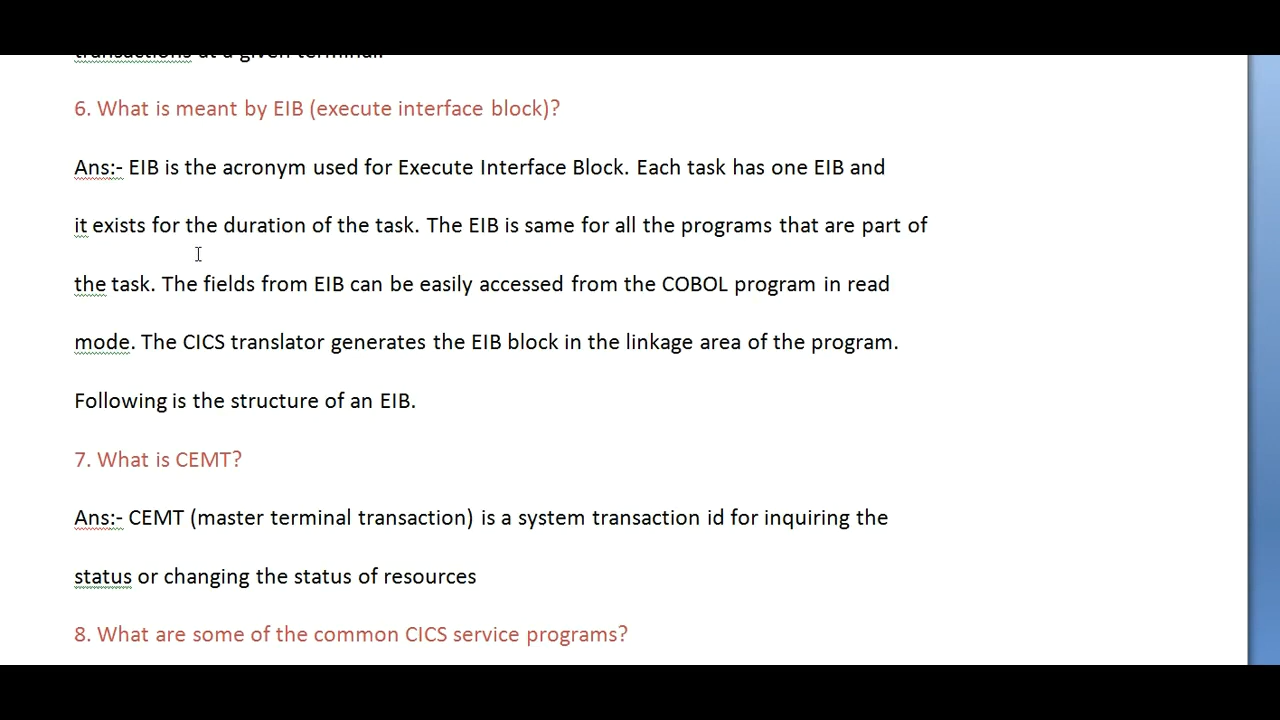 transactions at a given terminal.
6. What is meant by EIB (execute interface block)?
Ans:- EIB is the acronym used for Execute Interface Block. Each task has one EIB and
it exists for the duration of the task. The EIB is same for all the programs that are part of
the task. The fields from EIB can be easily accessed from the COBOL program in read
mode. The CICS translator generates the EIB block in the linkage area of the program.
Following is the structure of an EIB.
7. What is CEMT?
Ans:- CEMT (master terminal transaction) is a system transaction id for inquiring the
status or changing the status of resources
8. What are some of the common CICS service programs?